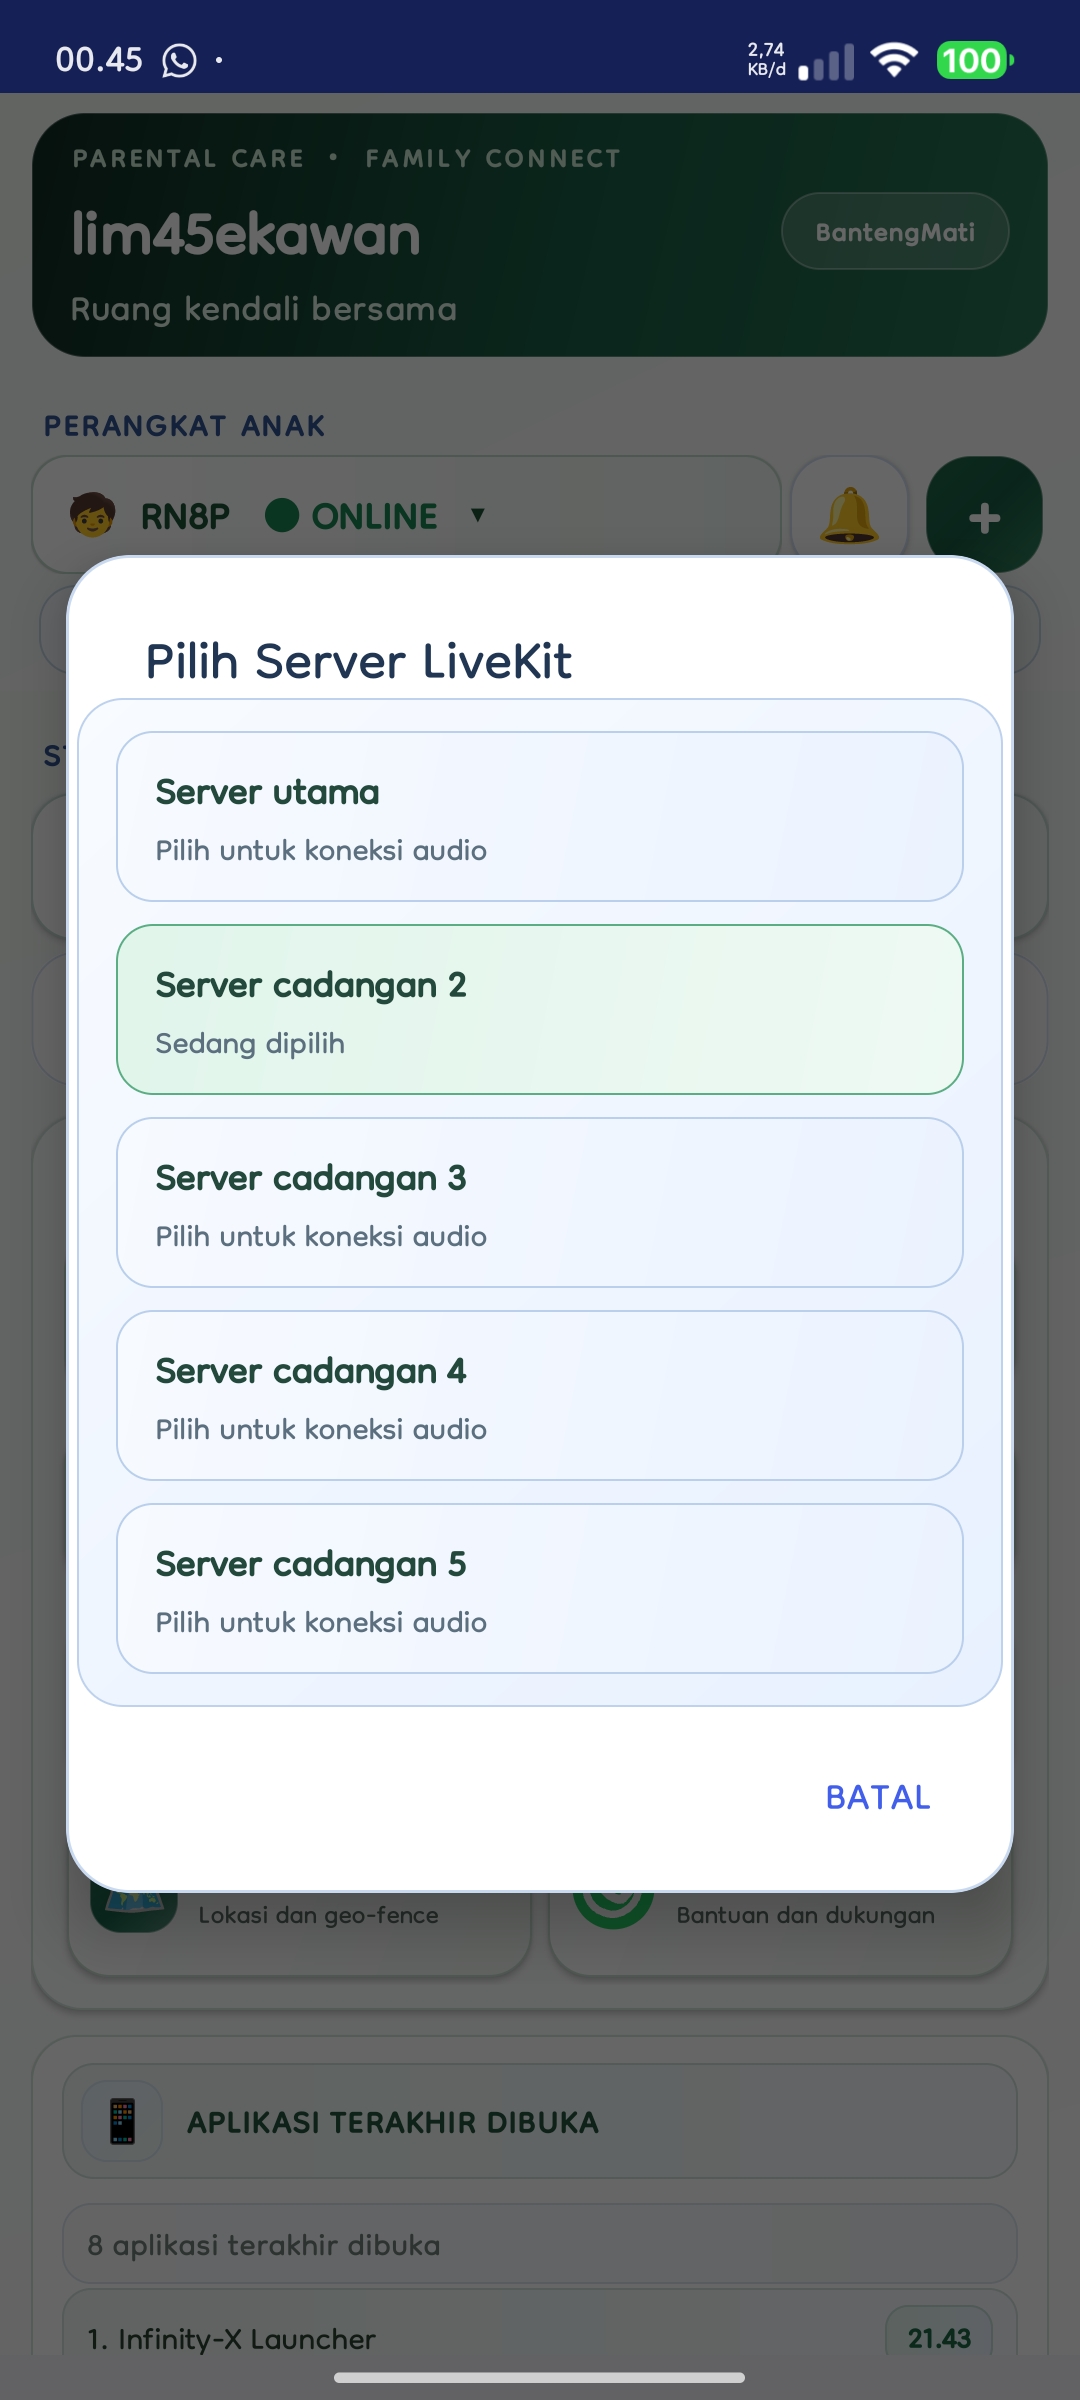 00.45
2,74
KB/d
100
PARENTAL CARE • FAMILY CONNECT
lim45ekawan
BantengMati
Ruang kendali bersama
PERANGKAT ANAK
RN8P ONLINE ▼
+
Pilih Server LiveKit
Server utama
Pilih untuk koneksi audio
Server cadangan 2
Sedang dipilih
Server cadangan 3
Pilih untuk koneksi audio
Server cadangan 4
Pilih untuk koneksi audio
Server cadangan 5
Pilih untuk koneksi audio
BATAL
Lokasi dan geo-fence
Bantuan dan dukungan
APLIKASI TERAKHIR DIBUKA
8 aplikasi terakhir dibuka
1. Infinity-X Launcher
21.43